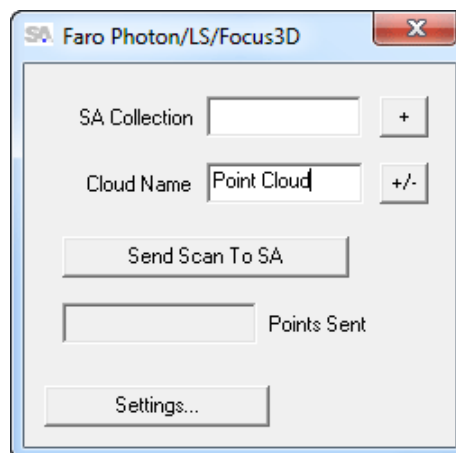 SA Faro Photon/LS/Focus3D X
SA Collection +
Cloud Name Point Cloud +/-
Send Scan To SA
Points Sent
Settings...